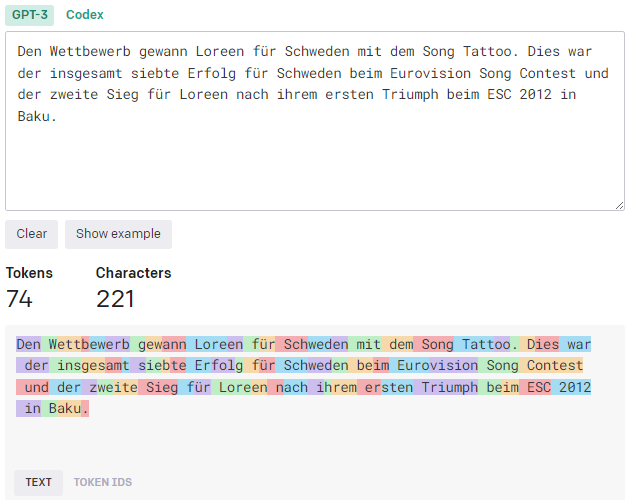 GPT-3 Codex
Den Wettbewerb gewann Loreen für Schweden mit dem Song Tattoo. Dies war
der insgesamt siebte Erfolg für Schweden beim Eurovision Song Contest und
der zweite Sieg für Loreen nach ihrem ersten Triumph beim ESC 2012 in
Baku.
Clear Show example
Tokens Characters
74 221
Den Wettbewerb gewann Loreen für Schweden mit dem Song Tattoo. Dies war
der insgesamt siebte Erfolg für Schweden beim Eurovision Song Contest
und der zweite Sieg für Loreen nach ihrem ersten Triumph beim ESC 2012
in Baku.
TEXT TOKEN IDS